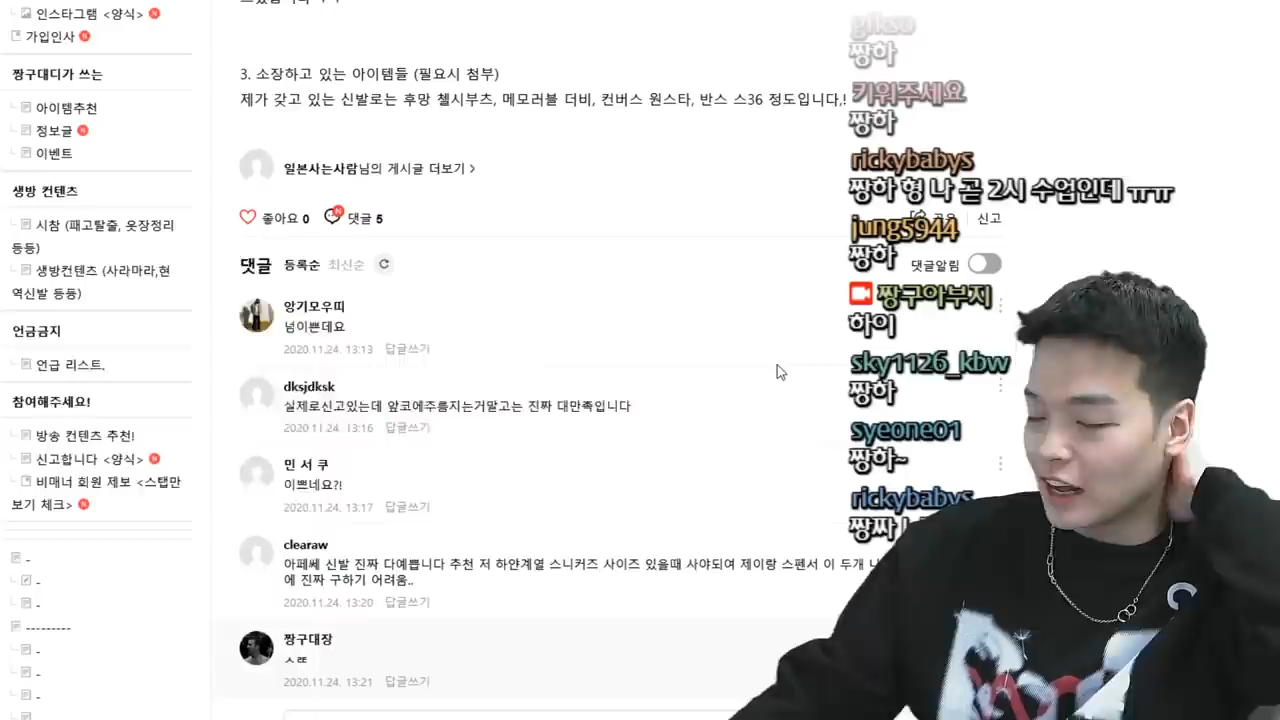 인스타그램 <양식> N
가입인사 N
짱구대디가 쓰는
아이템추천
정보글 N
이벤트
생방 컨텐츠
시참 (패고탈출, 옷장정리
등등)
생방컨텐츠 (사라마라,현
역신발 등등)
언금금지
언급 리스트.
참여해주세요!
방송 컨텐츠 추천!
신고합니다 <양식> N
비매너 회원 제보 <스탭만
보기 체크> N
-
-
-
---------
-
-
-
3. 소장하고 있는 아이템들 (필요시 첨부)
제가 갖고 있는 신발로는 후망 첼시부츠, 메모러블 더비, 컨버스 원스타, 반스 스36 정도입니다.!
일본사는사람님의 게시글 더보기 >
좋아요 0 N 댓글 5
신고
댓글 등록순 최신순
댓글알림
앙기모우띠
넘이쁜데요
2020.11.24. 13:13 답글쓰기
dksjdksk
실제로신고있는데 앞코에주름지는거말고는 진짜 대만족입니다
2020.11.24. 13:16 답글쓰기
민 서 쿠
이쁘네요?!
2020.11.24. 13:17 답글쓰기
clearaw
아페쎄 신발 진짜 다예쁩니다 추천 저 하얀계열 스니커즈 사이즈 있을때 사야되여 제이랑 스펜서 이 두개
에 진짜 구하기 어려움..
2020.11.24. 13:20 답글쓰기
짱구대장
ㅅㄸ
2020.11.24. 13:21 답글쓰기
짱하
키워주세요
짱하
rickybabys
짱하 형 나 곧 2시 수업인데 ㅠㅠ
jung5944
짱하
짱구아부지
하이
sky1126_kbw
짱하
syeone01
짱하~
rickybabys